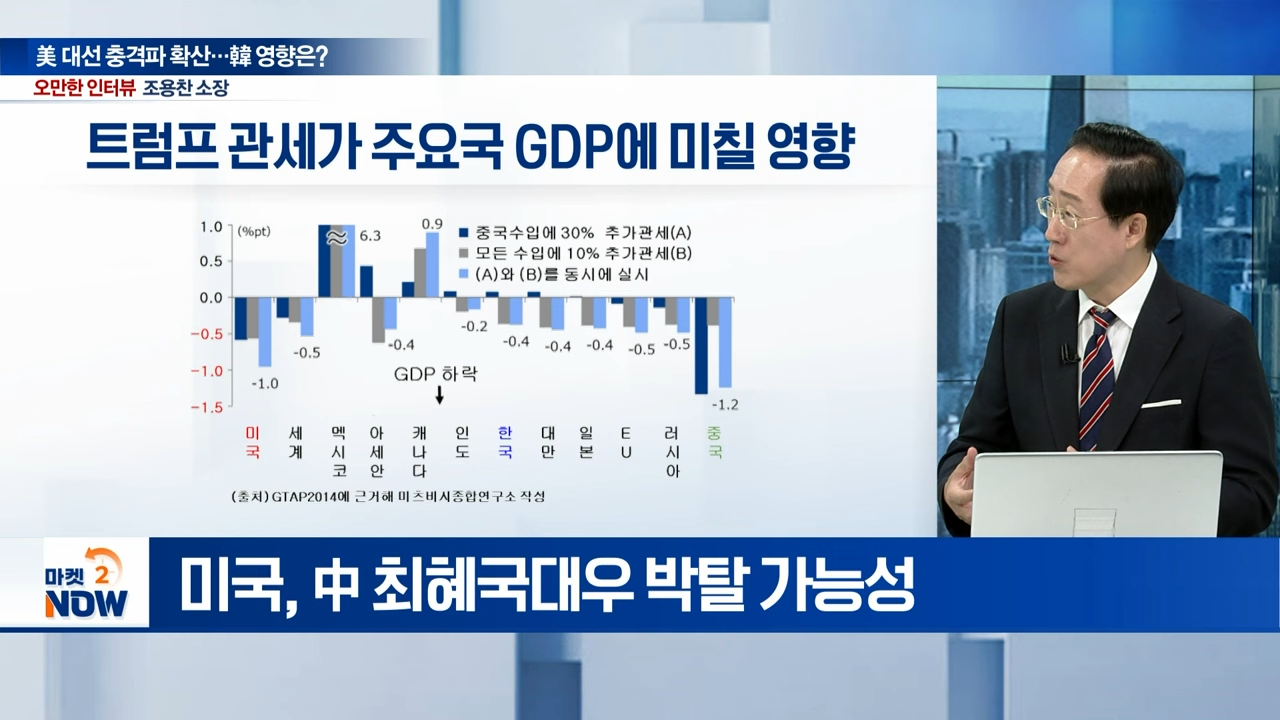 美 대선 충격파 확산…韓 영향은?
오만한 인터뷰 조용찬 소장
트럼프 관세가 주요국 GDP에 미칠 영향
(%pt)
1.0
0.5
0.0
-0.5
-1.0
-1.5
중국수입에 30% 추가관세(A)
모든 수입에 10% 추가관세(B)
(A)와 (B)를 동시에 실시
-1.0
-0.5
6.3
-0.4
0.9
-0.2
-0.4
-0.4
-0.4
-0.5
-0.5
-1.2
GDP 하락
미국
세계
멕시코
아세안
캐나다
인도
한국
대만
일본
EU
러시아
중국
(출처) GTAP2014에 근거해 미츠비시종합연구소 작성
마켓 2
NOW
미국, 中 최혜국대우 박탈 가능성